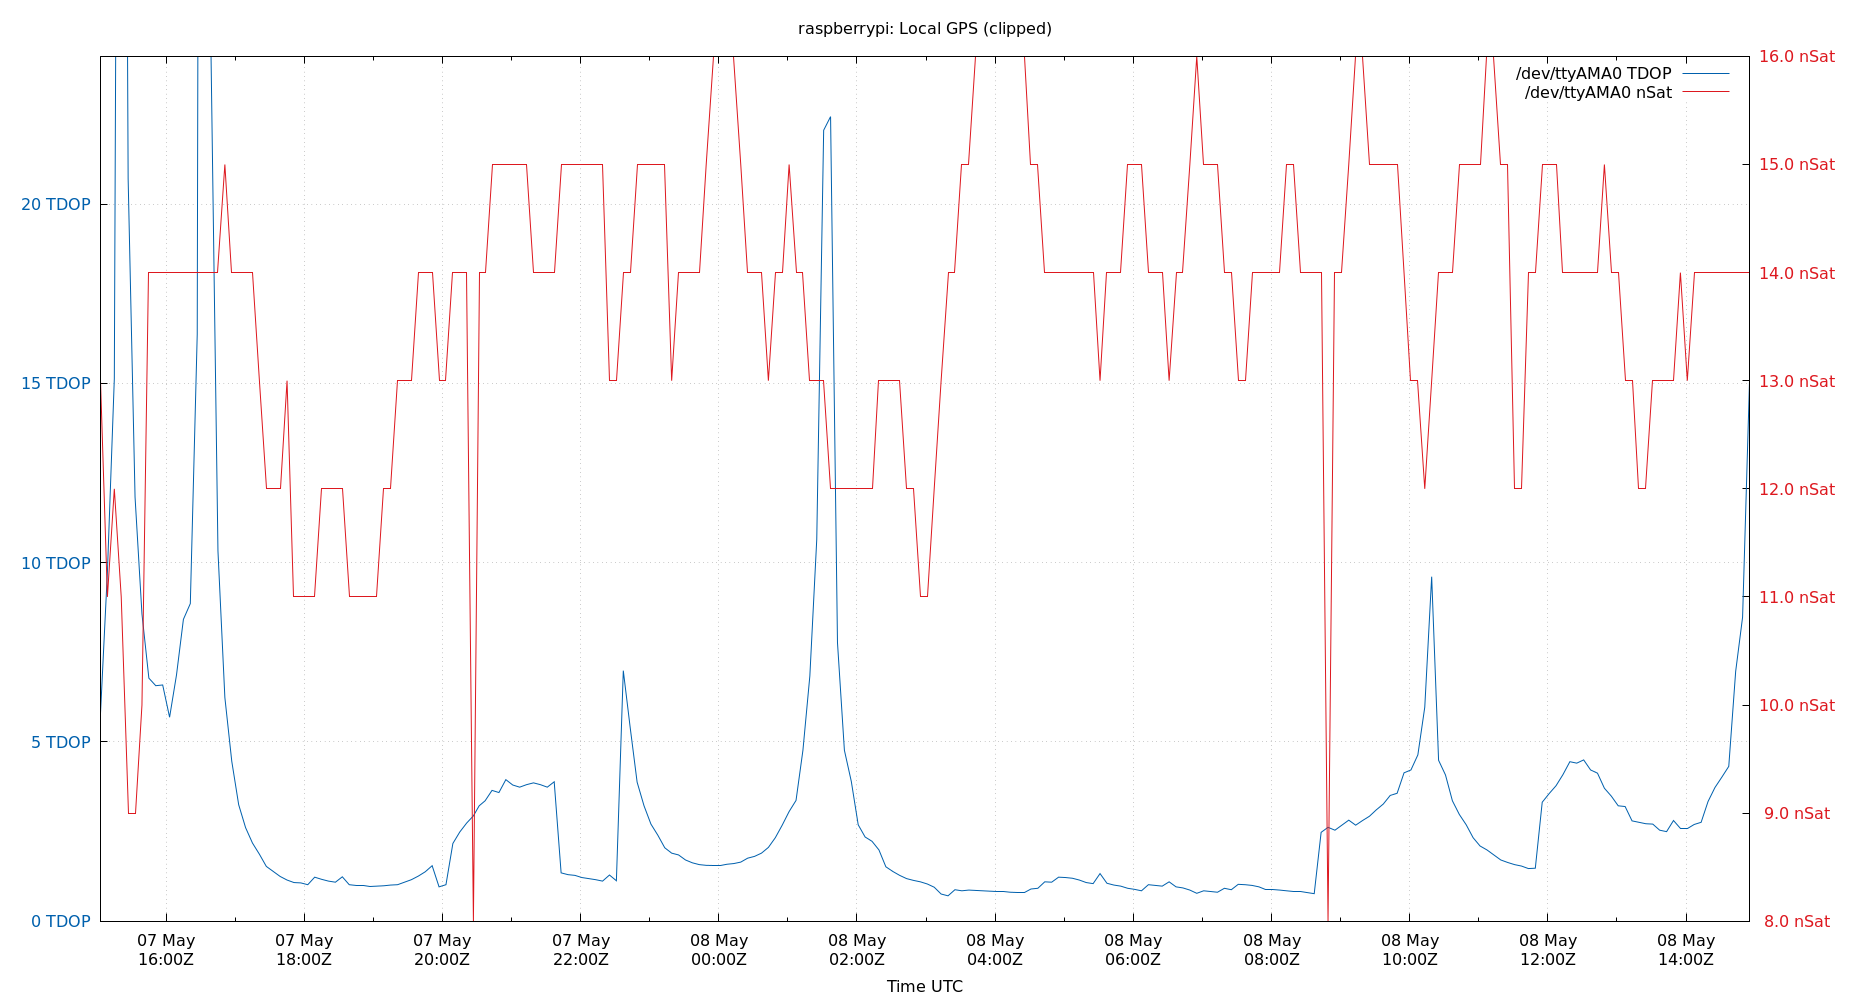 raspberrypi: Local GPS (clipped)
/dev/ttyAMA0 TDOP
/dev/ttyAMA0 nSat
20 TDOP
15 TDOP
10 TDOP
5 TDOP
0 TDOP
16.0 nSat
15.0 nSat
14.0 nSat
13.0 nSat
12.0 nSat
11.0 nSat
10.0 nSat
9.0 nSat
8.0 nSat
07 May
16:00Z
07 May
18:00Z
07 May
20:00Z
07 May
22:00Z
08 May
00:00Z
08 May
02:00Z
08 May
04:00Z
08 May
06:00Z
08 May
08:00Z
08 May
10:00Z
08 May
12:00Z
08 May
14:00Z
Time UTC